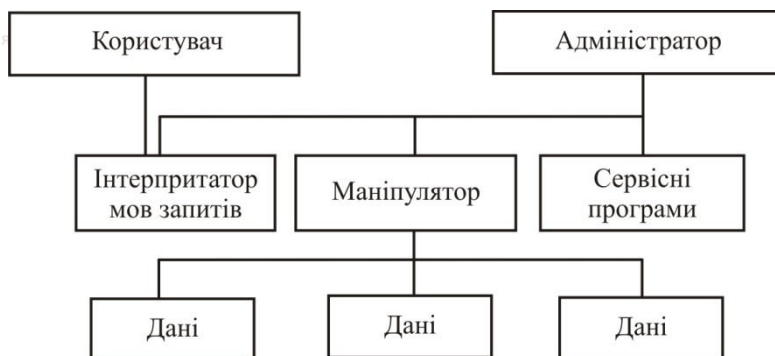 Користувач
Адміністратор
Інтерпритатор
мов запитів
Маніпулятор
Сервісні
програми
Дані
Дані
Дані